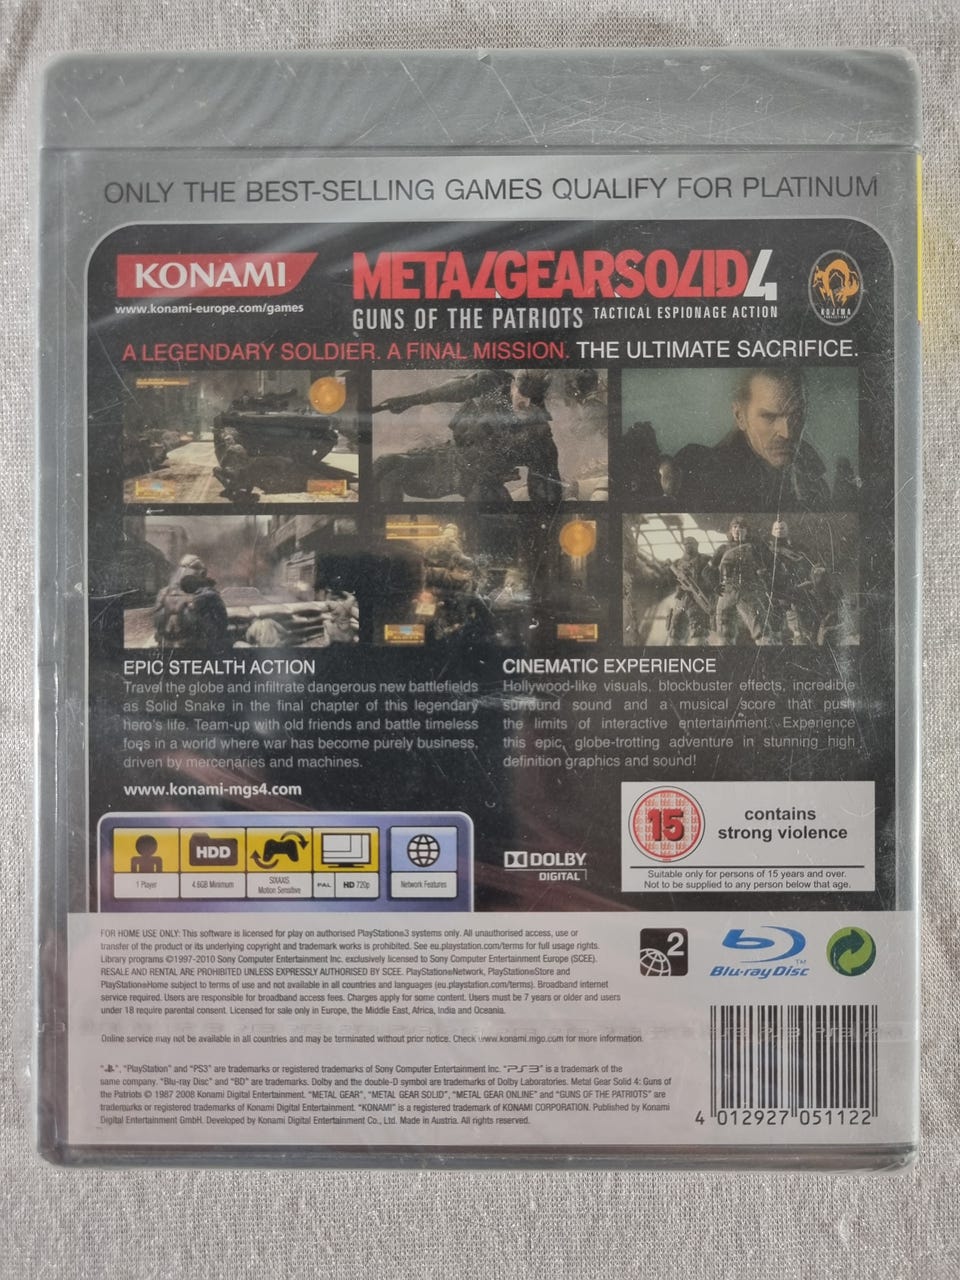 ONLY THE BEST-SELLING GAMES QUALIFY FOR PLATINUM
KONAMI
www.konami-europe.com/games
METAL GEAR SOLID 4
GUNS OF THE PATRIOTS TACTICAL ESPIONAGE ACTION
KOJIMA
A LEGENDARY SOLDIER. A FINAL MISSION. THE ULTIMATE SACRIFICE.
EPIC STEALTH ACTION
Travel the globe and infiltrate dangerous new battlefields
as Solid Snake in the final chapter of this legendary
hero's life. Team-up with old friends and battle timeless
foes in a world where war has become purely business,
driven by mercenaries and machines.
CINEMATIC EXPERIENCE
Hollywood-like visuals, blockbuster effects, incredible
surround sound and a musical score that push
the limits of interactive entertainment. Experience
this epic, globe-trotting adventure in stunning high
definition graphics and sound!
www.konami-mgs4.com
1 Player
HDD
4.6GB Minimum
SIXAXIS
Motion Sensitive
PAL HD 720p
Network Features
DOLBY
DIGITAL
15
contains
strong violence
Suitable only for persons of 15 years and over.
Not to be supplied to any person below that age.
FOR HOME USE ONLY: This software is licensed for play on authorised PlayStation®3 systems only. All unauthorised access, use or
transfer of the product or its underlying copyright and trademark works is prohibited. See eu.playstation.com/terms for full usage rights.
Library programs ©1997-2010 Sony Computer Entertainment Inc. exclusively licensed to Sony Computer Entertainment Europe (SCEE).
RESALE AND RENTAL ARE PROHIBITED UNLESS EXPRESSLY AUTHORISED BY SCEE. PlayStation®Network, PlayStation®Store and
PlayStation®Home subject to terms of use and not available in all countries and languages (eu.playstation.com/terms). Broadband internet
service required. Users are responsible for broadband access fees. Charges apply for some content. Users must be 7 years or older and users
under 18 require parental consent. Licensed for sale only in Europe, the Middle East, Africa, India and Oceania.
Online service may not be available in all countries and may be terminated without prior notice. Check www.konami.mgo.com for more information.
2
Blu-ray Disc™
"", "PlayStation" and "PS3" are trademarks or registered trademarks of Sony Computer Entertainment Inc. "PS3" is a trademark of the
same company. "Blu-ray Disc" and "BD" are trademarks. Dolby and the double-D symbol are trademarks of Dolby Laboratories. Metal Gear Solid 4: Guns of
the Patriots © 1987 2008 Konami Digital Entertainment. "METAL GEAR", "METAL GEAR SOLID", "METAL GEAR ONLINE" and "GUNS OF THE PATRIOTS" are
trademarks or registered trademarks of Konami Digital Entertainment. "KONAMI" is a registered trademark of KONAMI CORPORATION. Published by Konami
Digital Entertainment GmbH. Developed by Konami Digital Entertainment Co., Ltd. Made in Austria. All rights reserved.
4 012927 051122